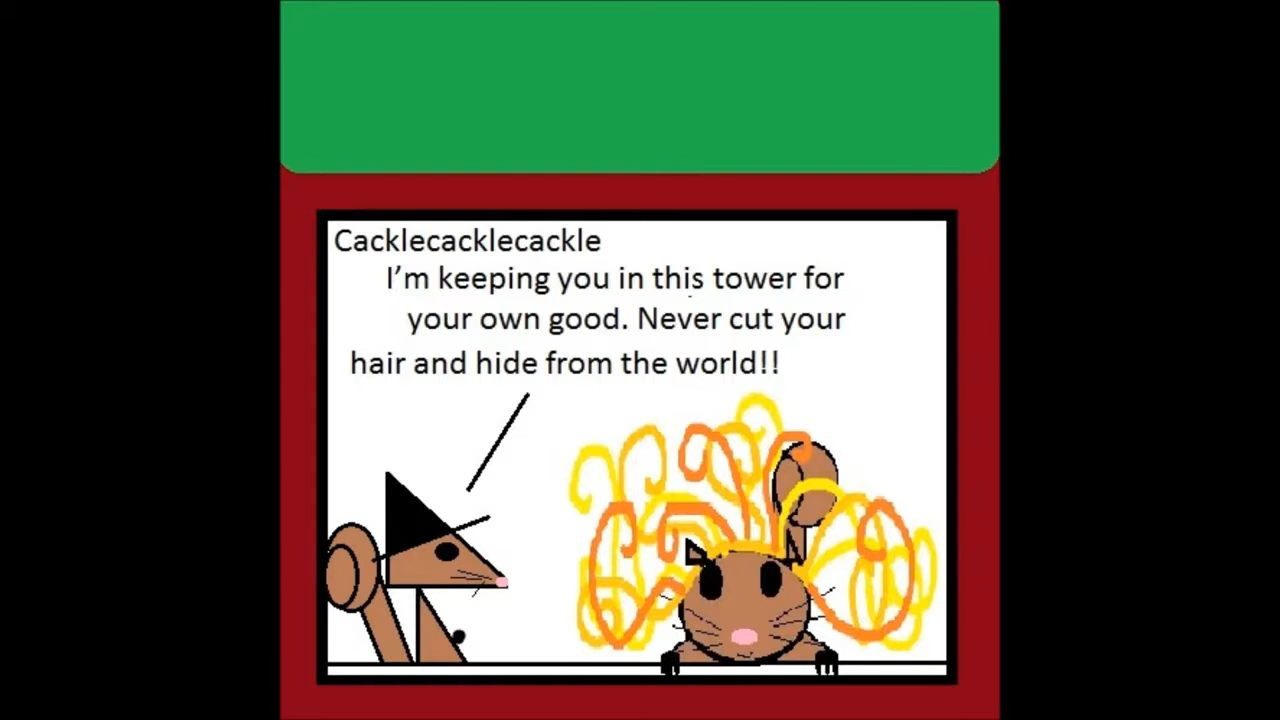 Cacklecacklecackle
I'm keeping you in this tower for
your own good. Never cut your
hair and hide from the world!!